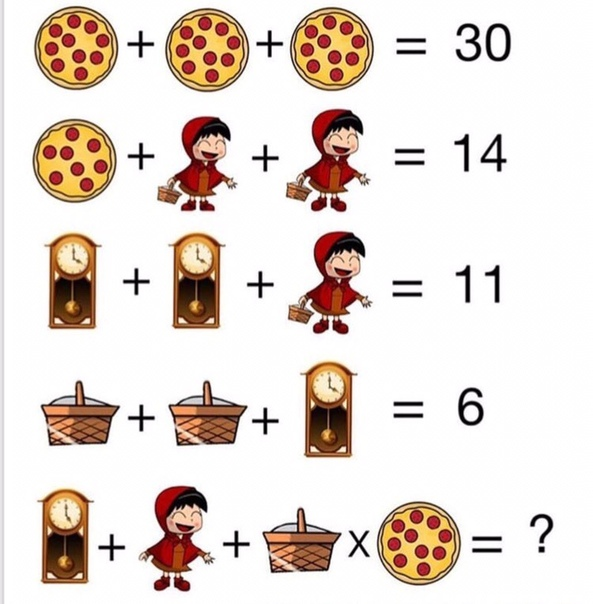 + + = 30
+ + = 14
+ + = 11
+ + = 6
+ + x = ?